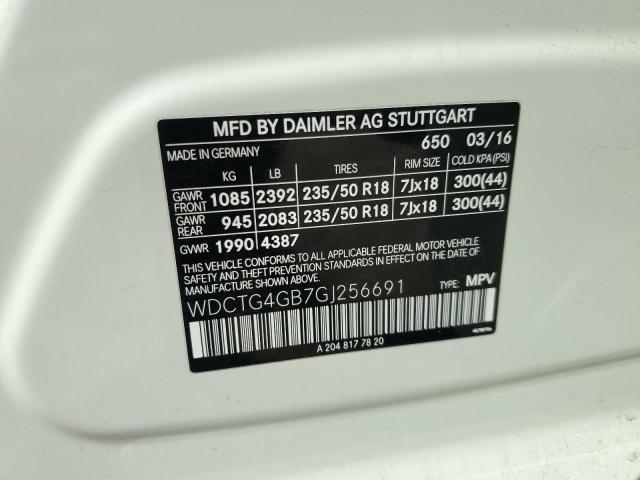 MFD BY DAIMLER AG STUTTGART
MADE IN GERMANY 650 03/16
KG LB TIRES RIM SIZE COLD KPA(PSI)
GAWR FRONT 1085 2392 235/50 R18 7Jx18 300(44)
GAWR REAR 945 2083 235/50 R18 7Jx18 300(44)
GVWR 1990 4387
THIS VEHICLE CONFORMS TO ALL APPLICABLE FEDERAL MOTOR VEHICLE
SAFETY AND THEFT PREVENTION STANDARDS IN EFFECT ON THE DATE
OF MANUFACTURE SHOWN ABOVE.
WDCTG4GB7GJ256691 TYPE: MPV
A 204 817 78 20